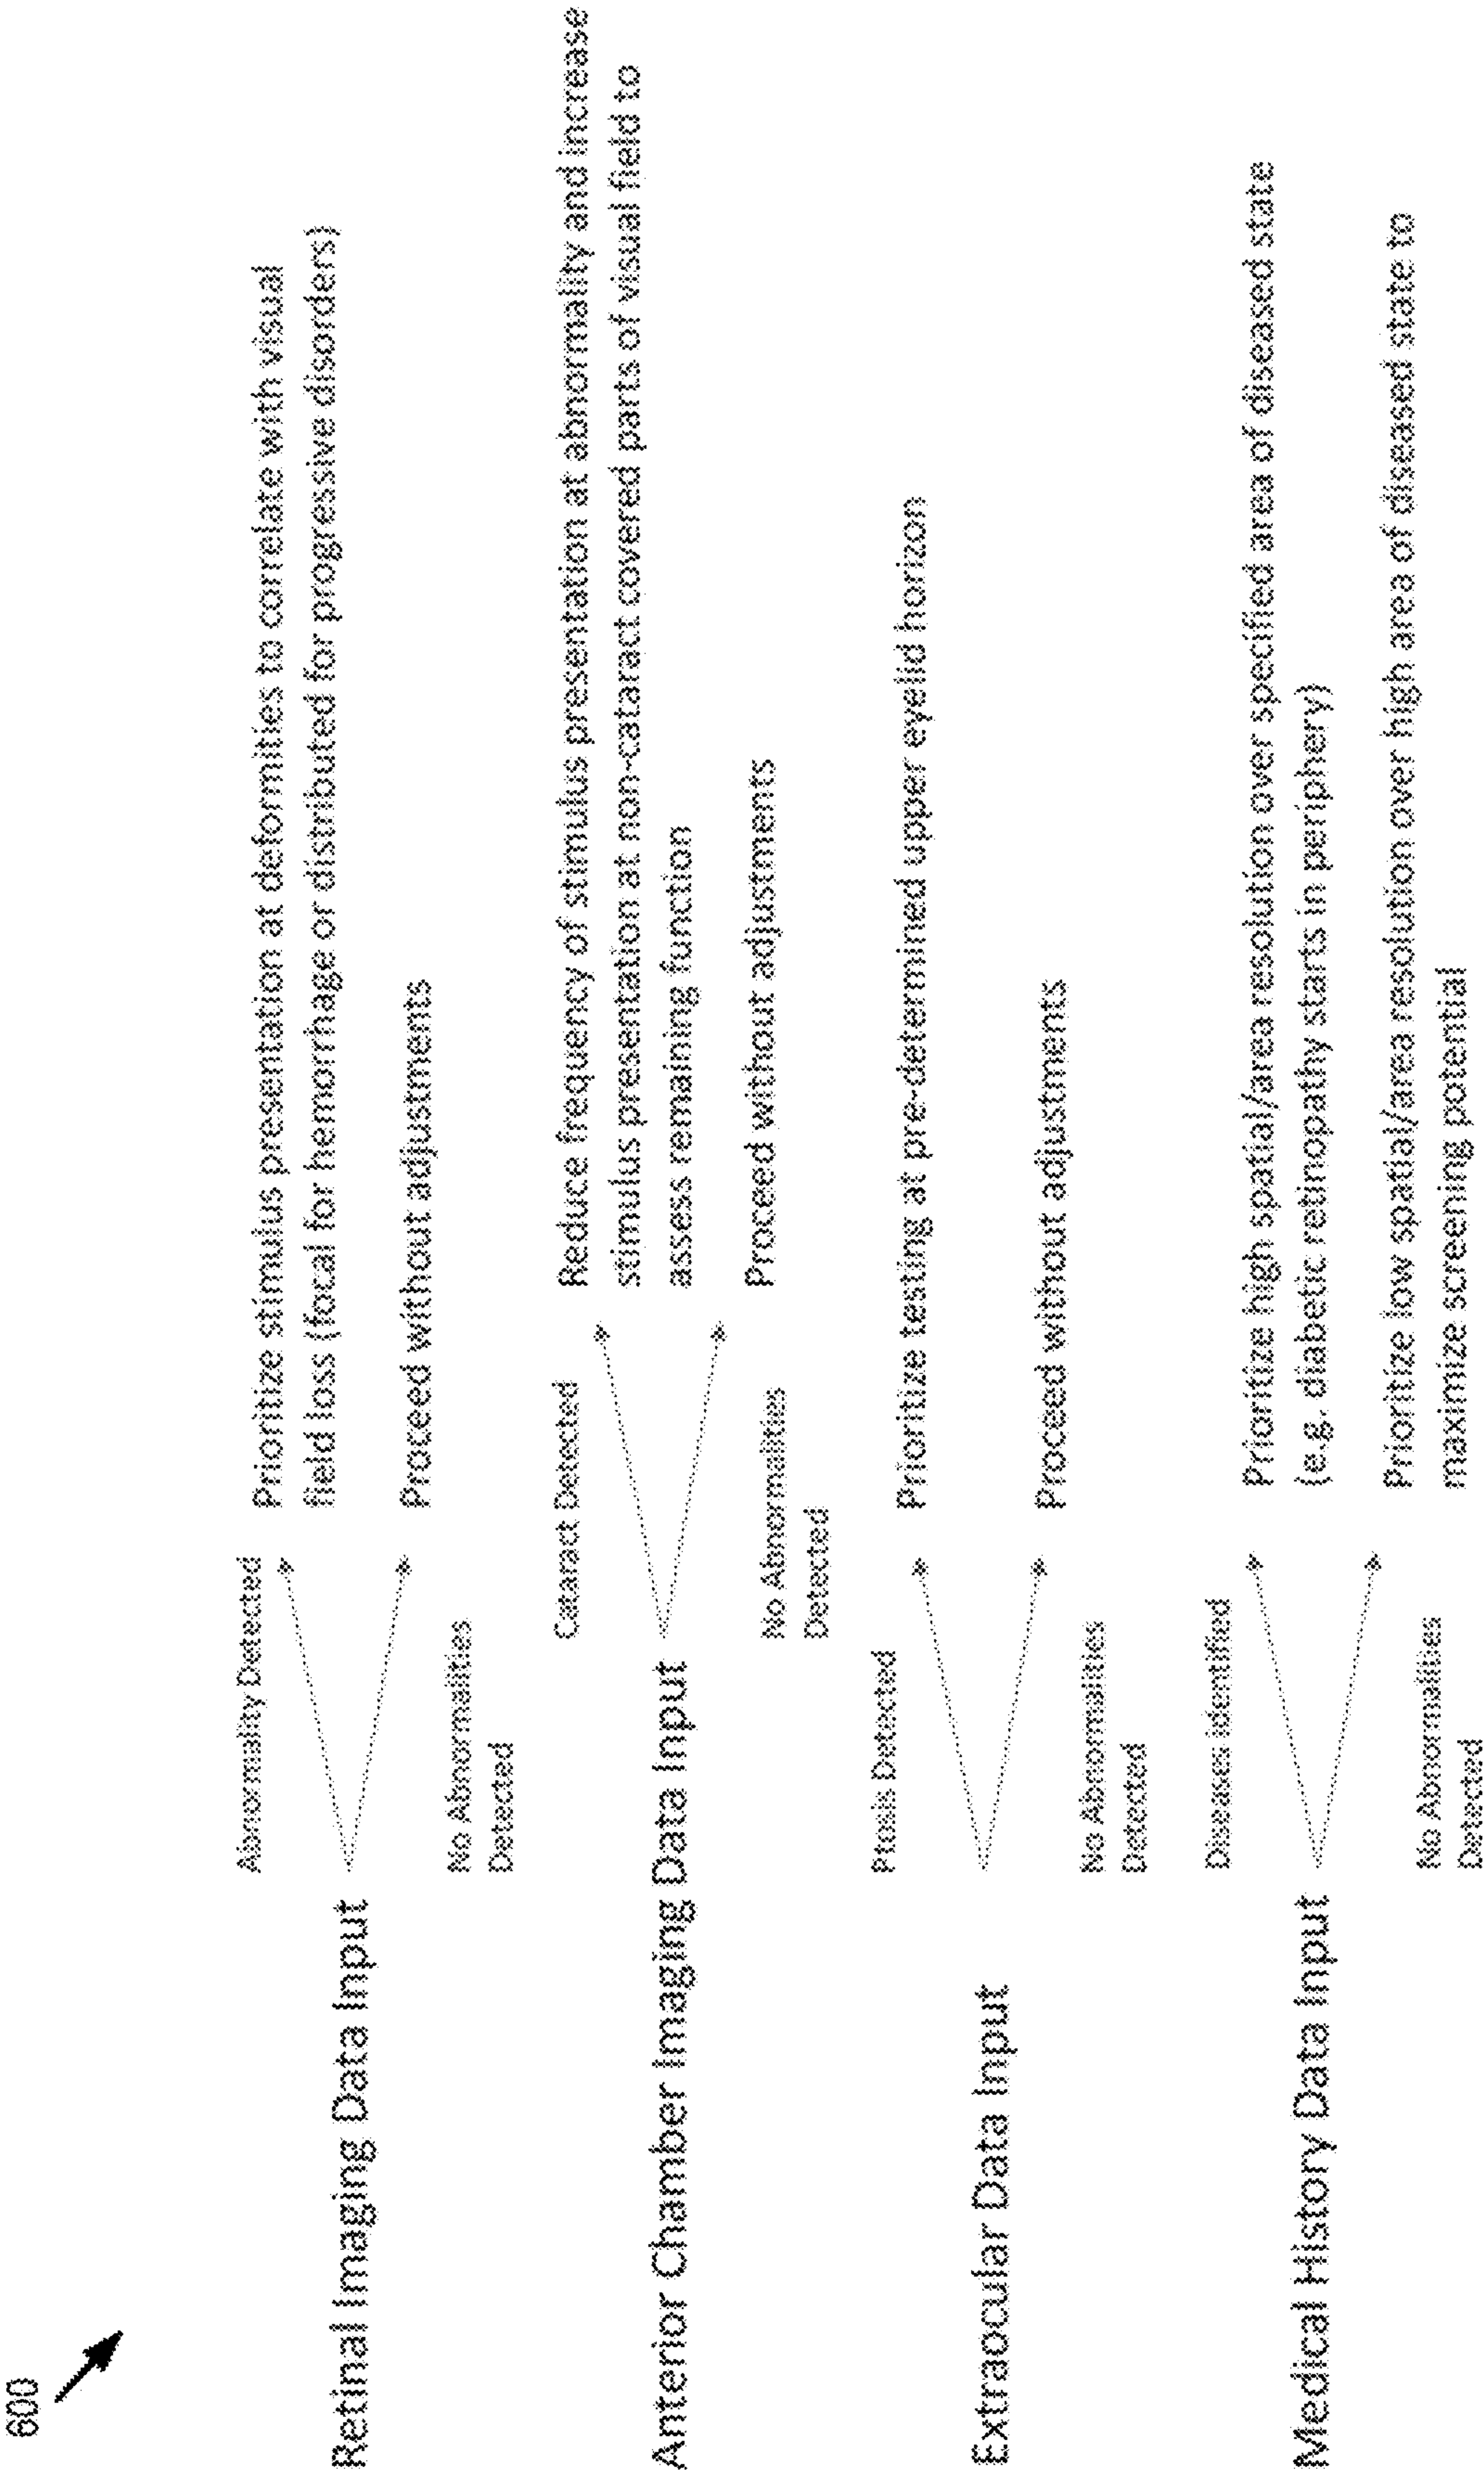 600
Retinal Imaging Data Input
Abnormality Detected
Prioritize stimulus presentation at deformities to correlate with visual
field loss (focal for hemorrhage or distributed for progressive disorders)
No Abnormalities
Detected
Proceed without adjustments
Anterior Chamber Imaging Data Input
Cataract Detected
Reduce frequency of stimulus presentation at abnormality and increase
stimulus presentation at non-cataract covered parts of visual field to
assess remaining function
No Abnormalities
Detected
Proceed without adjustments
Extraocular Data Input
Ptosis Detected
Prioritize testing at pre-determined upper eyelid horizon
No Abnormalities
Detected
Proceed without adjustments
Medical History Data Input
Diseases identified
Prioritize high spatial/area resolution over specified area of diseased state
(e.g. diabetic retinopathy starts in periphery)
No Abnormalities
Detected
Prioritize low spatial/area resolution over high area of diseased state to
maximize screening potential